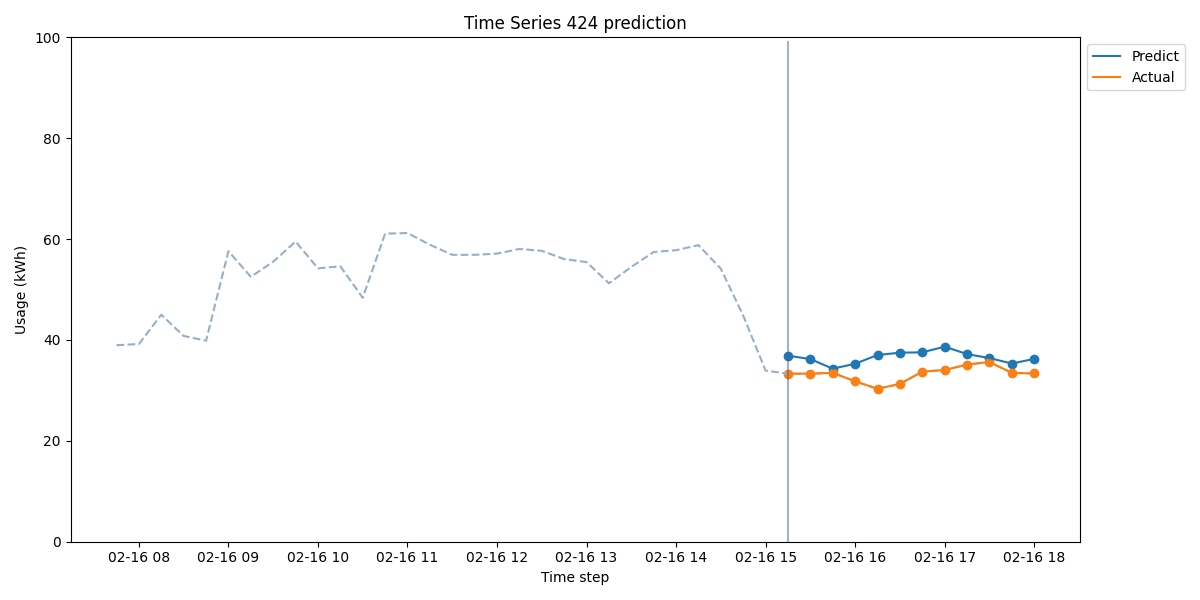 Time Series 424 prediction
Predict
Actual
Usage (kWh)
100
80
60
40
20
0
02-16 08 02-16 09 02-16 10 02-16 11 02-16 12 02-16 13 02-16 14 02-16 15 02-16 16 02-16 17 02-16 18
Time step